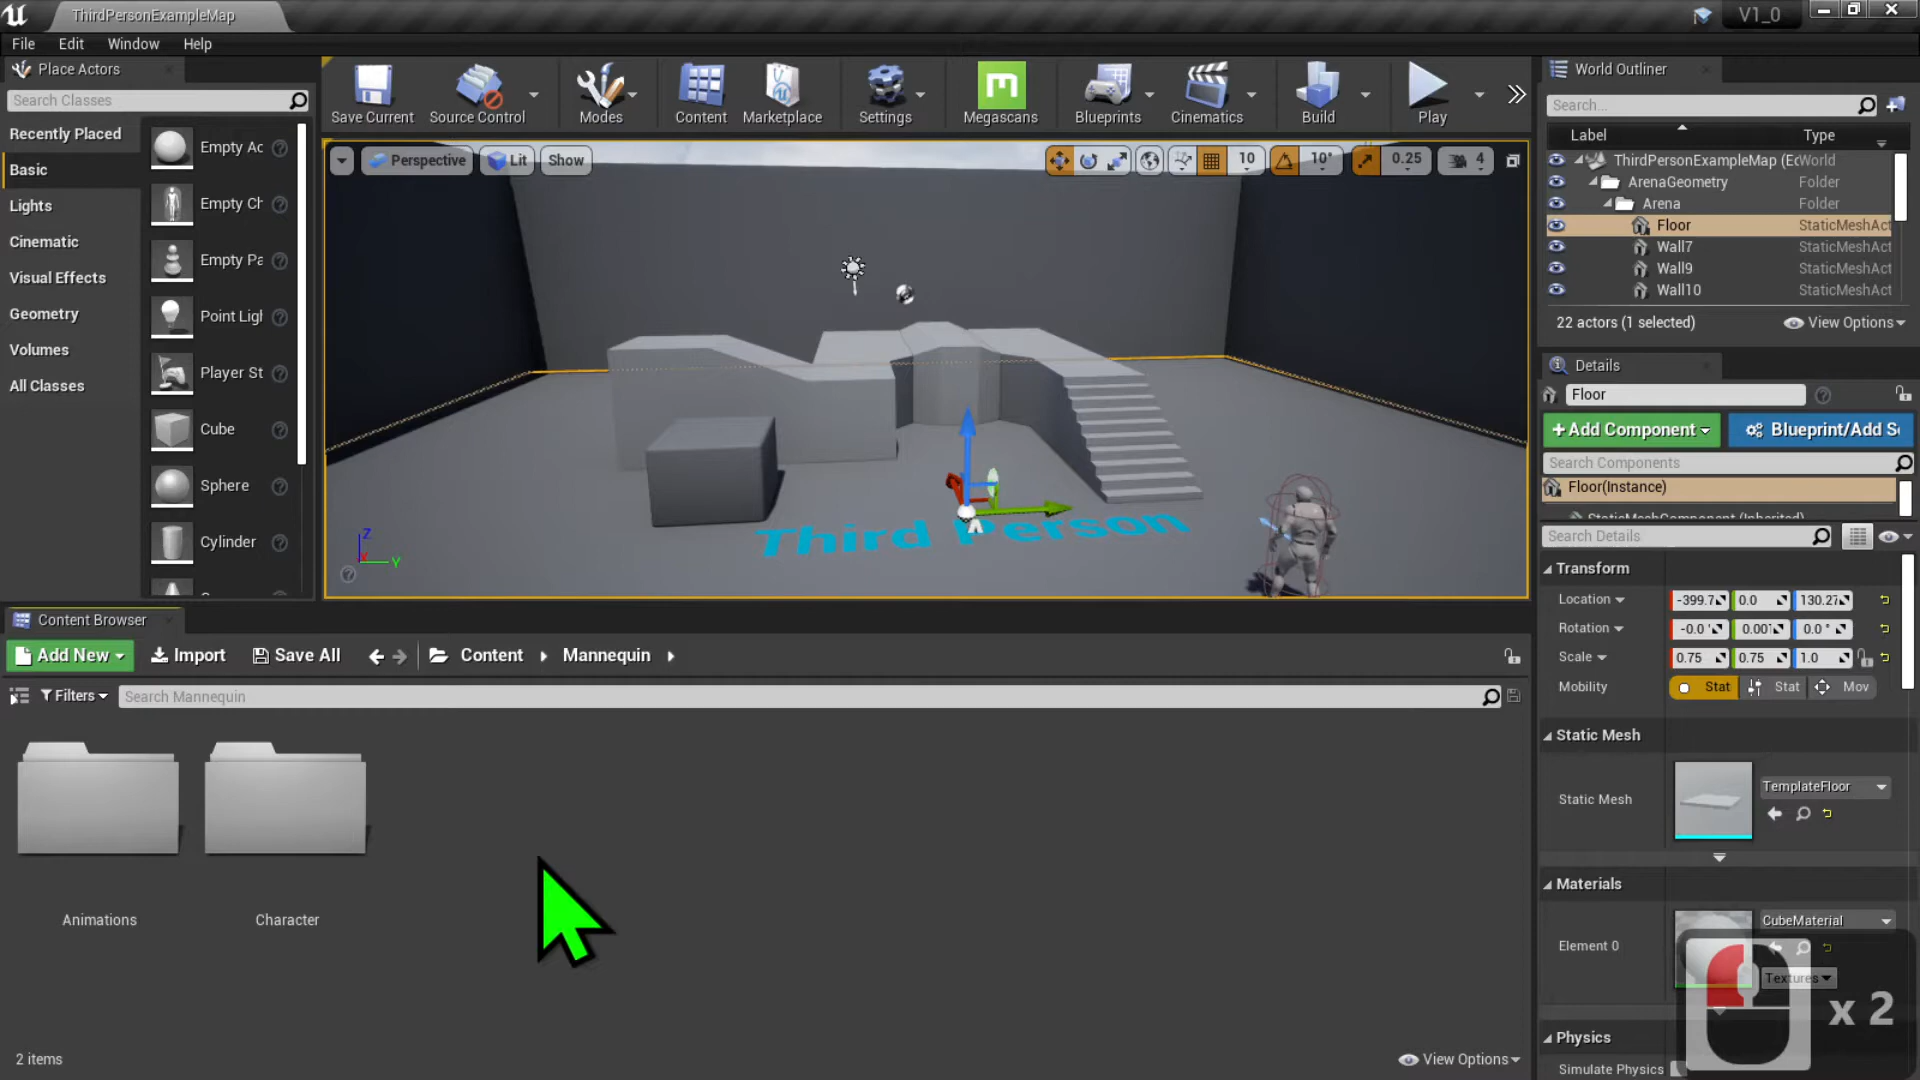 ThirdPersonExampleMap
V1_0
File Edit Window Help
Place Actors
Search Classes
Recently Placed
Basic
Lights
Cinematic
Visual Effects
Geometry
Volumes
All Classes
Empty Ac
Empty Ch
Empty Pa
Point Ligh
Player St
Cube
Sphere
Cylinder
Save Current
Source Control
Modes
Content
Marketplace
Settings
Megascans
Blueprints
Cinematics
Build
Play
Perspective
Lit
Show
10
10°
0.25
4
Third Person
Z
X
Y
World Outliner
Search...
Label Type
ThirdPersonExampleMap (Ec World
ArenaGeometry Folder
Arena Folder
Floor StaticMeshAct
Wall7 StaticMeshAct
Wall9 StaticMeshAct
Wall10 StaticMeshAct
22 actors (1 selected) View Options
Details
Floor
+ Add Component
Blueprint/Add S
Search Components
Floor(Instance)
StaticMeshComponent (Inherited)
Search Details
Transform
Location -399.7 0.0 130.27
Rotation -0.0 ° 0.00° 0.0 °
Scale 0.75 0.75 1.0
Mobility Stat Stat Mov
Static Mesh
Static Mesh TemplateFloor
Materials
Element 0 CubeMaterial
Textures
Physics
Simulate Physics
x 2
Content Browser
Add New
Import
Save All
Content
Mannequin
Filters
Search Mannequin
Animations
Character
2 items
View Options